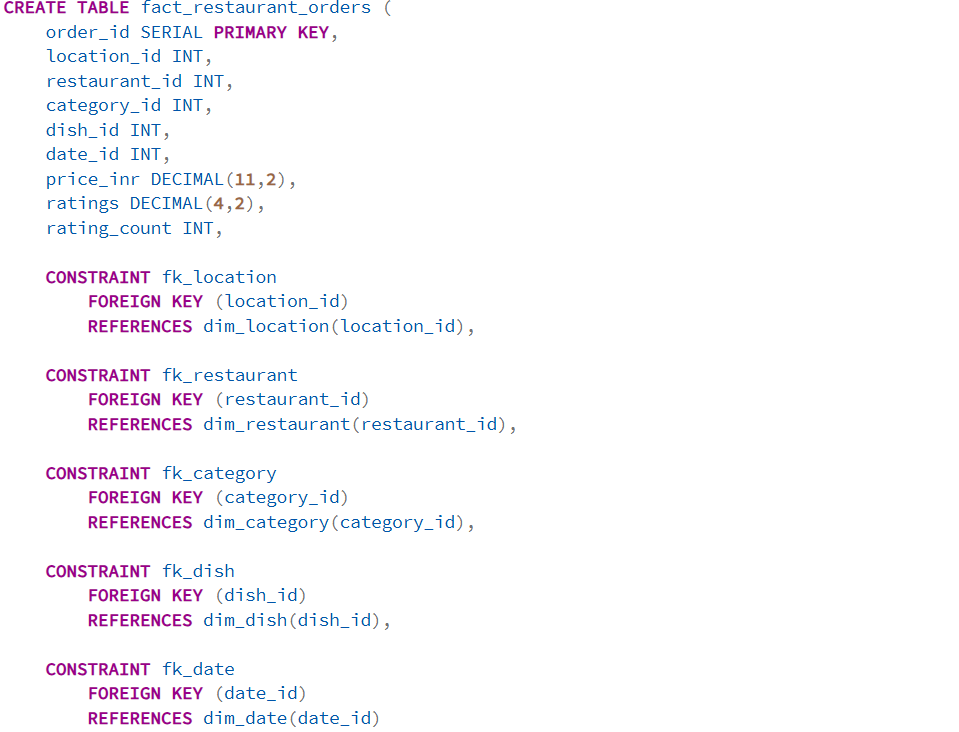 CREATE TABLE fact_restaurant_orders (
    order_id SERIAL PRIMARY KEY,
    location_id INT,
    restaurant_id INT,
    category_id INT,
    dish_id INT,
    date_id INT,
    price_inr DECIMAL(11,2),
    ratings DECIMAL(4,2),
    rating_count INT,

    CONSTRAINT fk_location
        FOREIGN KEY (location_id)
        REFERENCES dim_location(location_id),

    CONSTRAINT fk_restaurant
        FOREIGN KEY (restaurant_id)
        REFERENCES dim_restaurant(restaurant_id),

    CONSTRAINT fk_category
        FOREIGN KEY (category_id)
        REFERENCES dim_category(category_id),

    CONSTRAINT fk_dish
        FOREIGN KEY (dish_id)
        REFERENCES dim_dish(dish_id),

    CONSTRAINT fk_date
        FOREIGN KEY (date_id)
        REFERENCES dim_date(date_id)